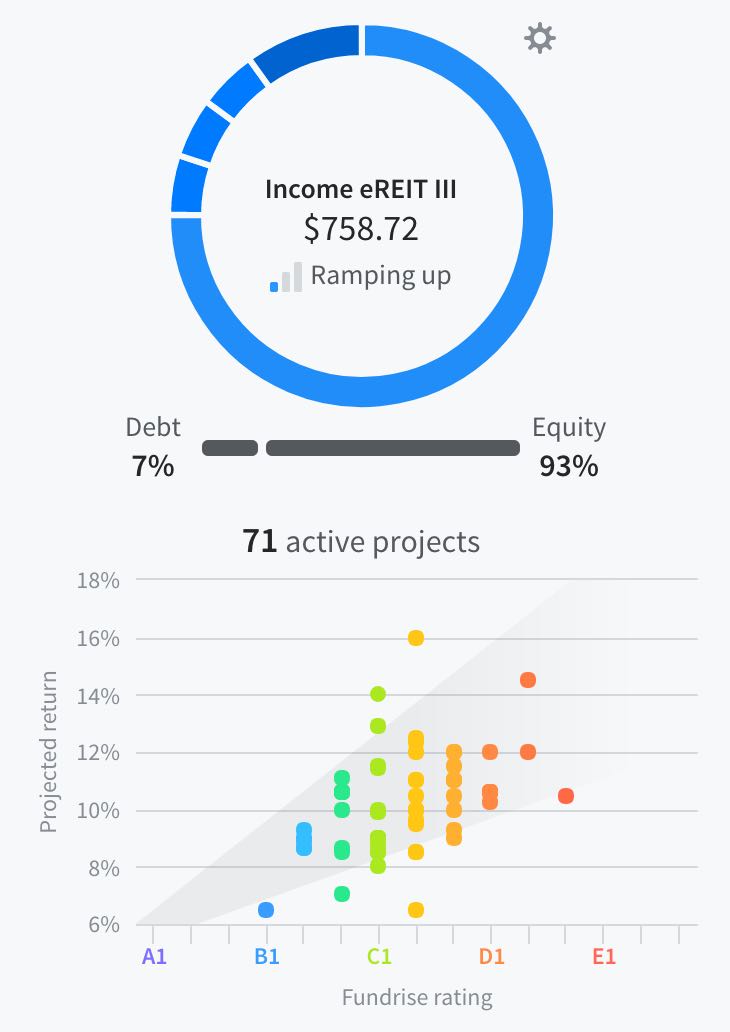 Income eREIT III
$758.72
Ramping up
Debt
7%
Equity
93%
71 active projects
18%
16%
14%
12%
10%
8%
6%
Projected return
A1 B1 C1 D1 E1
Fundrise rating